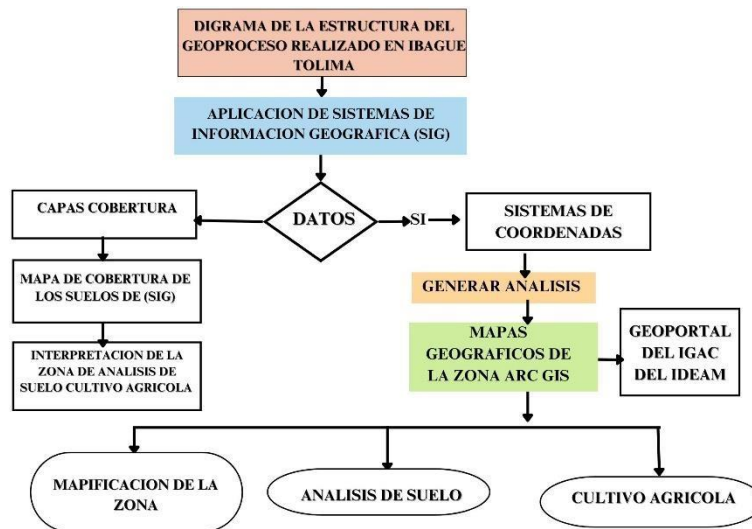 DIGRAMA DE LA ESTRUCTURA DEL
GEOPROCESO REALIZADO EN IBAGUE
TOLIMA
APLICACION DE SISTEMAS DE
INFORMACION GEOGRAFICA (SIG)
CAPAS COBERTURA
DATOS
SI
SISTEMAS DE
COORDENADAS
MAPA DE COBERTURA DE
LOS SUELOS DE (SIG)
GENERAR ANALISIS
INTERPRETACION DE LA
ZONA DE ANALISIS DE
SUELO CULTIVO AGRICOLA
MAPAS
GEOGRAFICOS DE
LA ZONA ARC GIS
GEOPORTAL
DEL IGAC
DEL IDEAM
MAPIFICACION DE LA
ZONA
ANALISIS DE SUELO
CULTIVO AGRICOLA